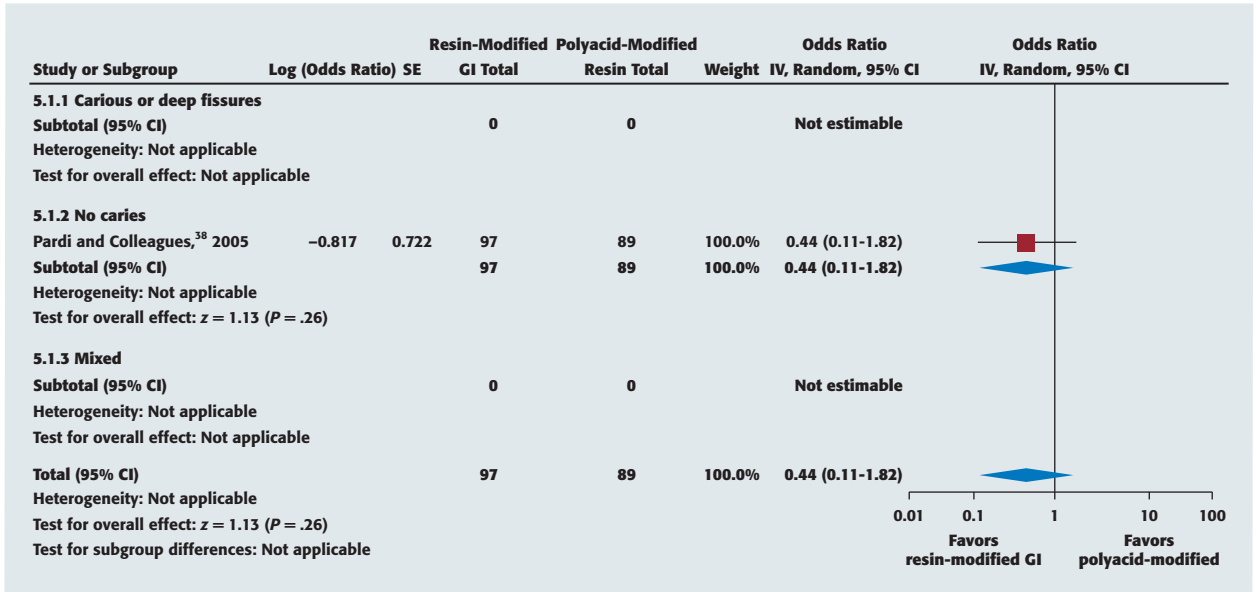 Resin-Modified Polyacid-Modified Odds Ratio Odds Ratio
Study or Subgroup Log (Odds Ratio) SE GI Total Resin Total Weight IV, Random, 95% CI IV, Random, 95% CI
5.1.1 Carious or deep fissures
Subtotal (95% CI) 0 0 Not estimable
Heterogeneity: Not applicable
Test for overall effect: Not applicable
5.1.2 No caries
Pardi and Colleagues,38 2005 −0.817 0.722 97 89 100.0% 0.44 (0.11-1.82)
Subtotal (95% CI) 97 89 100.0% 0.44 (0.11-1.82)
Heterogeneity: Not applicable
Test for overall effect: z = 1.13 (P = .26)
5.1.3 Mixed
Subtotal (95% CI) 0 0 Not estimable
Heterogeneity: Not applicable
Test for overall effect: Not applicable
Total (95% CI) 97 89 100.0% 0.44 (0.11-1.82)
Heterogeneity: Not applicable
Test for overall effect: z = 1.13 (P = .26)
Test for subgroup differences: Not applicable
0.01 0.1 1 10 100
Favors Favors
resin-modified GI polyacid-modified